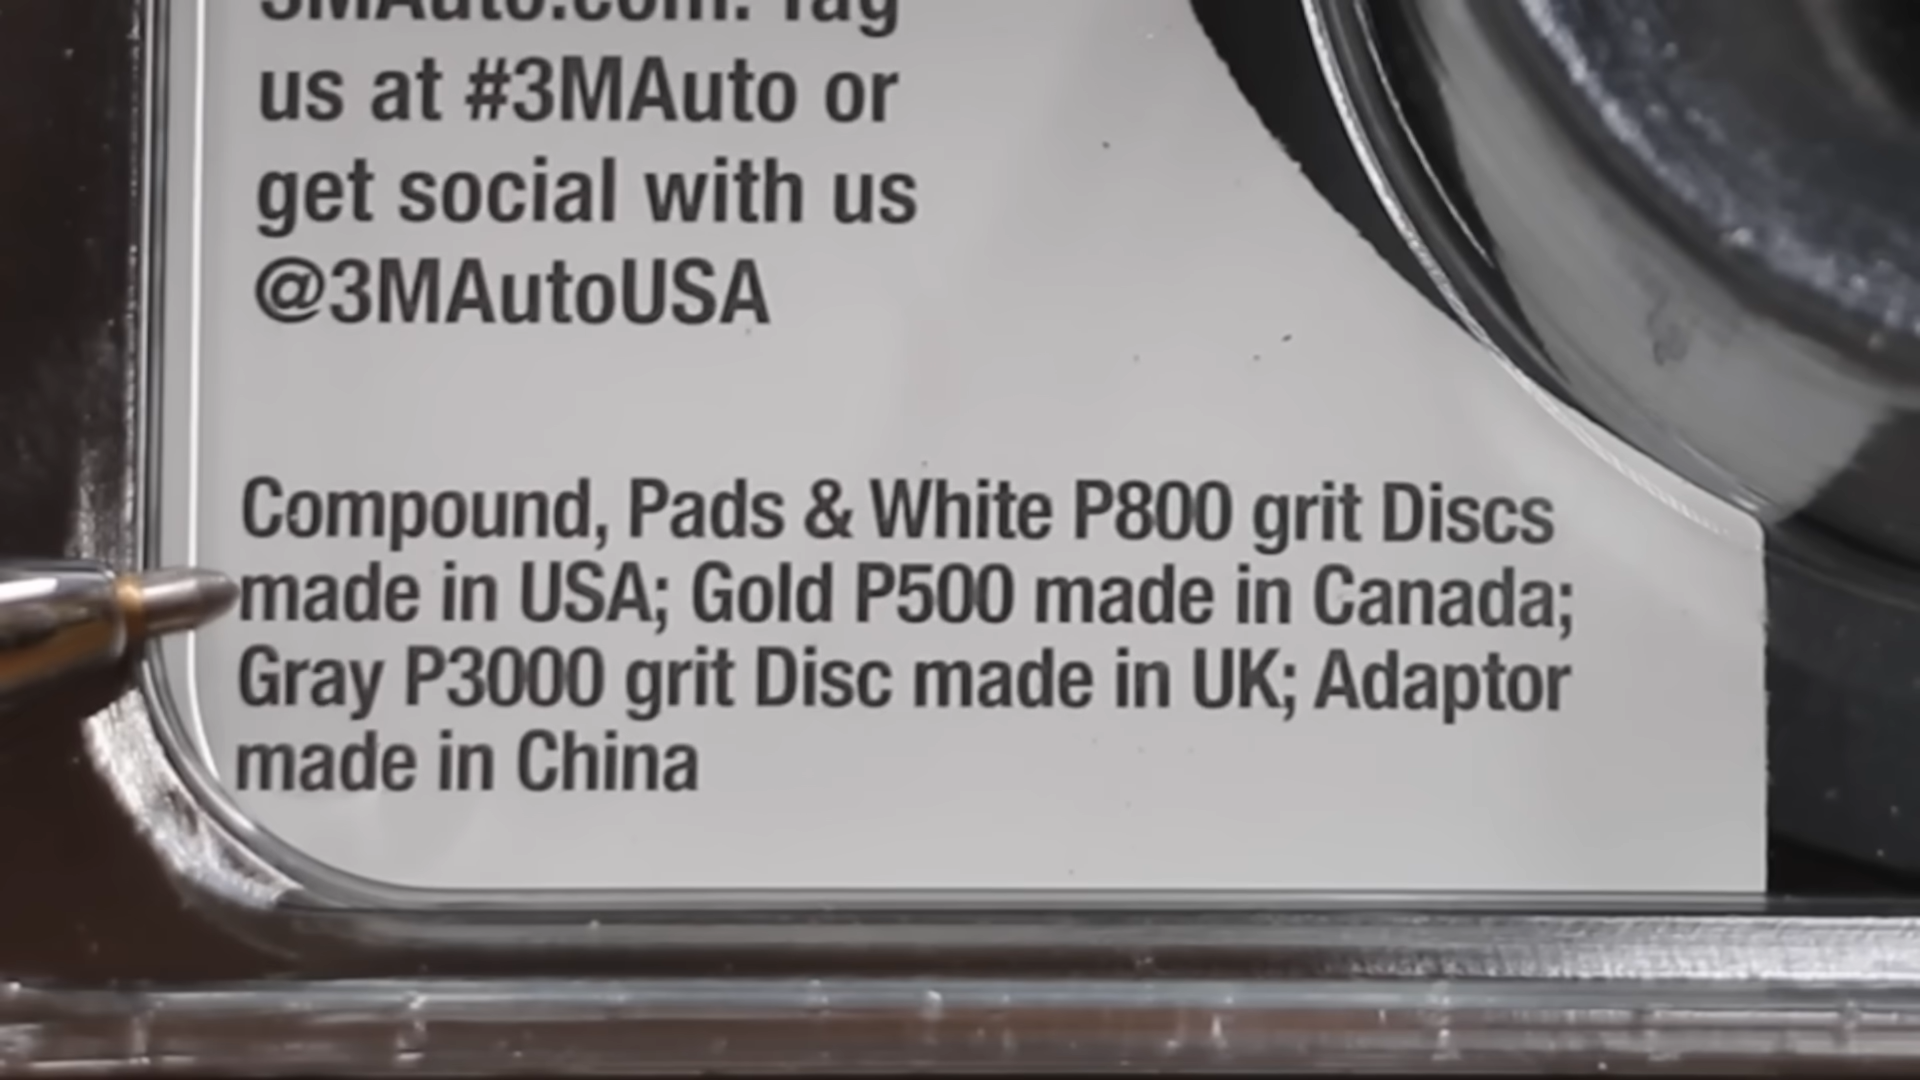 3MAuto.com. Tag
us at #3MAuto or
get social with us
@3MAutoUSA
Compound, Pads & White P800 grit Discs
made in USA; Gold P500 made in Canada;
Gray P3000 grit Disc made in UK; Adaptor
made in China